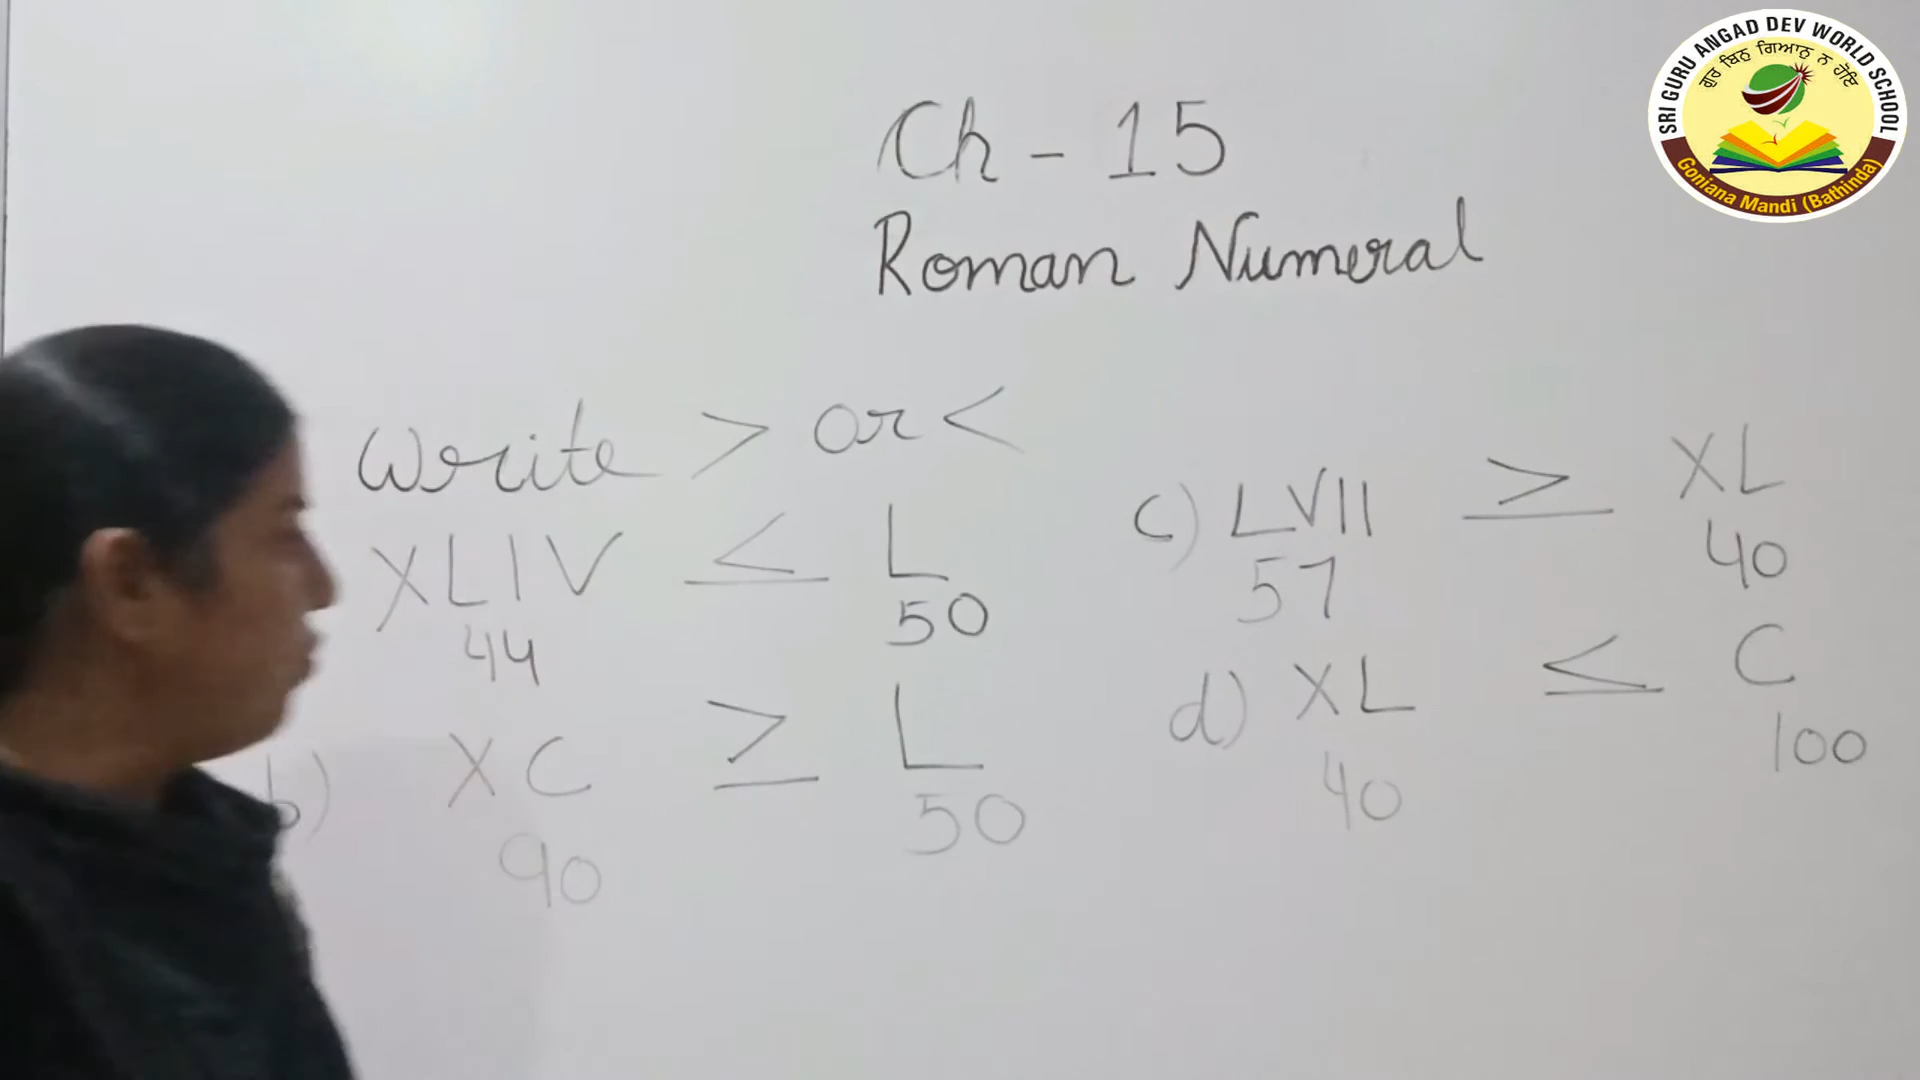 SRI GURU ANGAD DEV WORLD SCHOOL
ਗੁਰ ਬਿਨੁ ਗਿਆਨੁ ਨ ਹੋਇ
Goniana Mandi (Bathinda)
Ch - 15
Roman Numeral
Write > or <
XLIV < L
44 50
b) XC > L
90 50
c) LVII > XL
57 40
d) XL < C
40 100